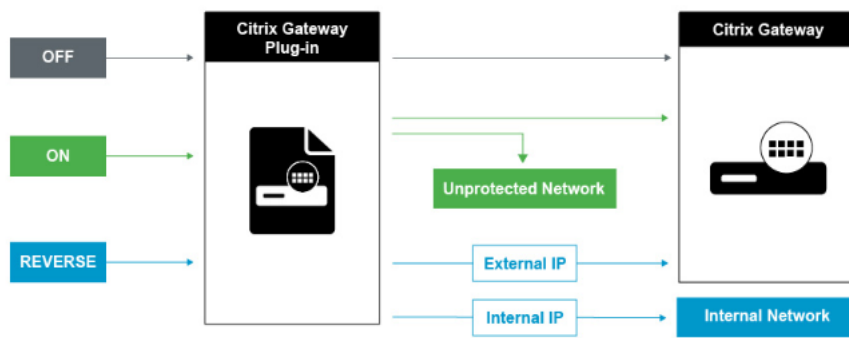 OFF
Citrix Gateway
Plug-in
Citrix Gateway
ON
Unprotected Network
REVERSE
External IP
Internal IP
Internal Network